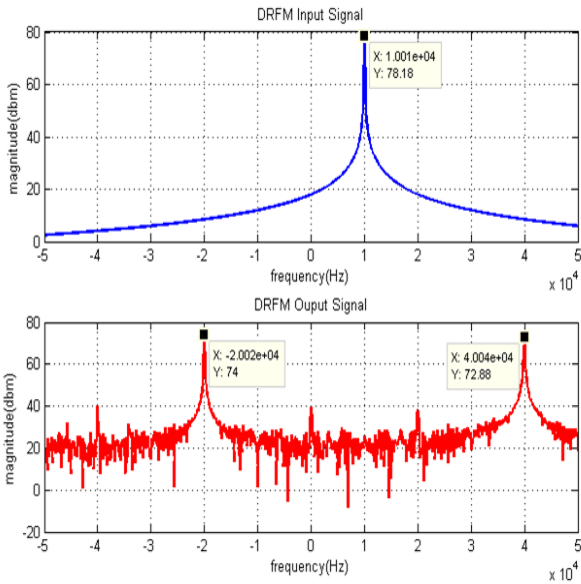 DRFM Input Signal
magnitude(dbm)
80
60
40
20
0
X: 1.001e+04
Y: 78.18
-5 -4 -3 -2 -1 0 1 2 3 4 5
frequency(Hz)
x 10^4
DRFM Ouput Signal
magnitude(dbm)
80
60
40
20
0
-20
X: -2.002e+04
Y: 74
X: 4.004e+04
Y: 72.88
-5 -4 -3 -2 -1 0 1 2 3 4 5
frequency(Hz)
x 10^4